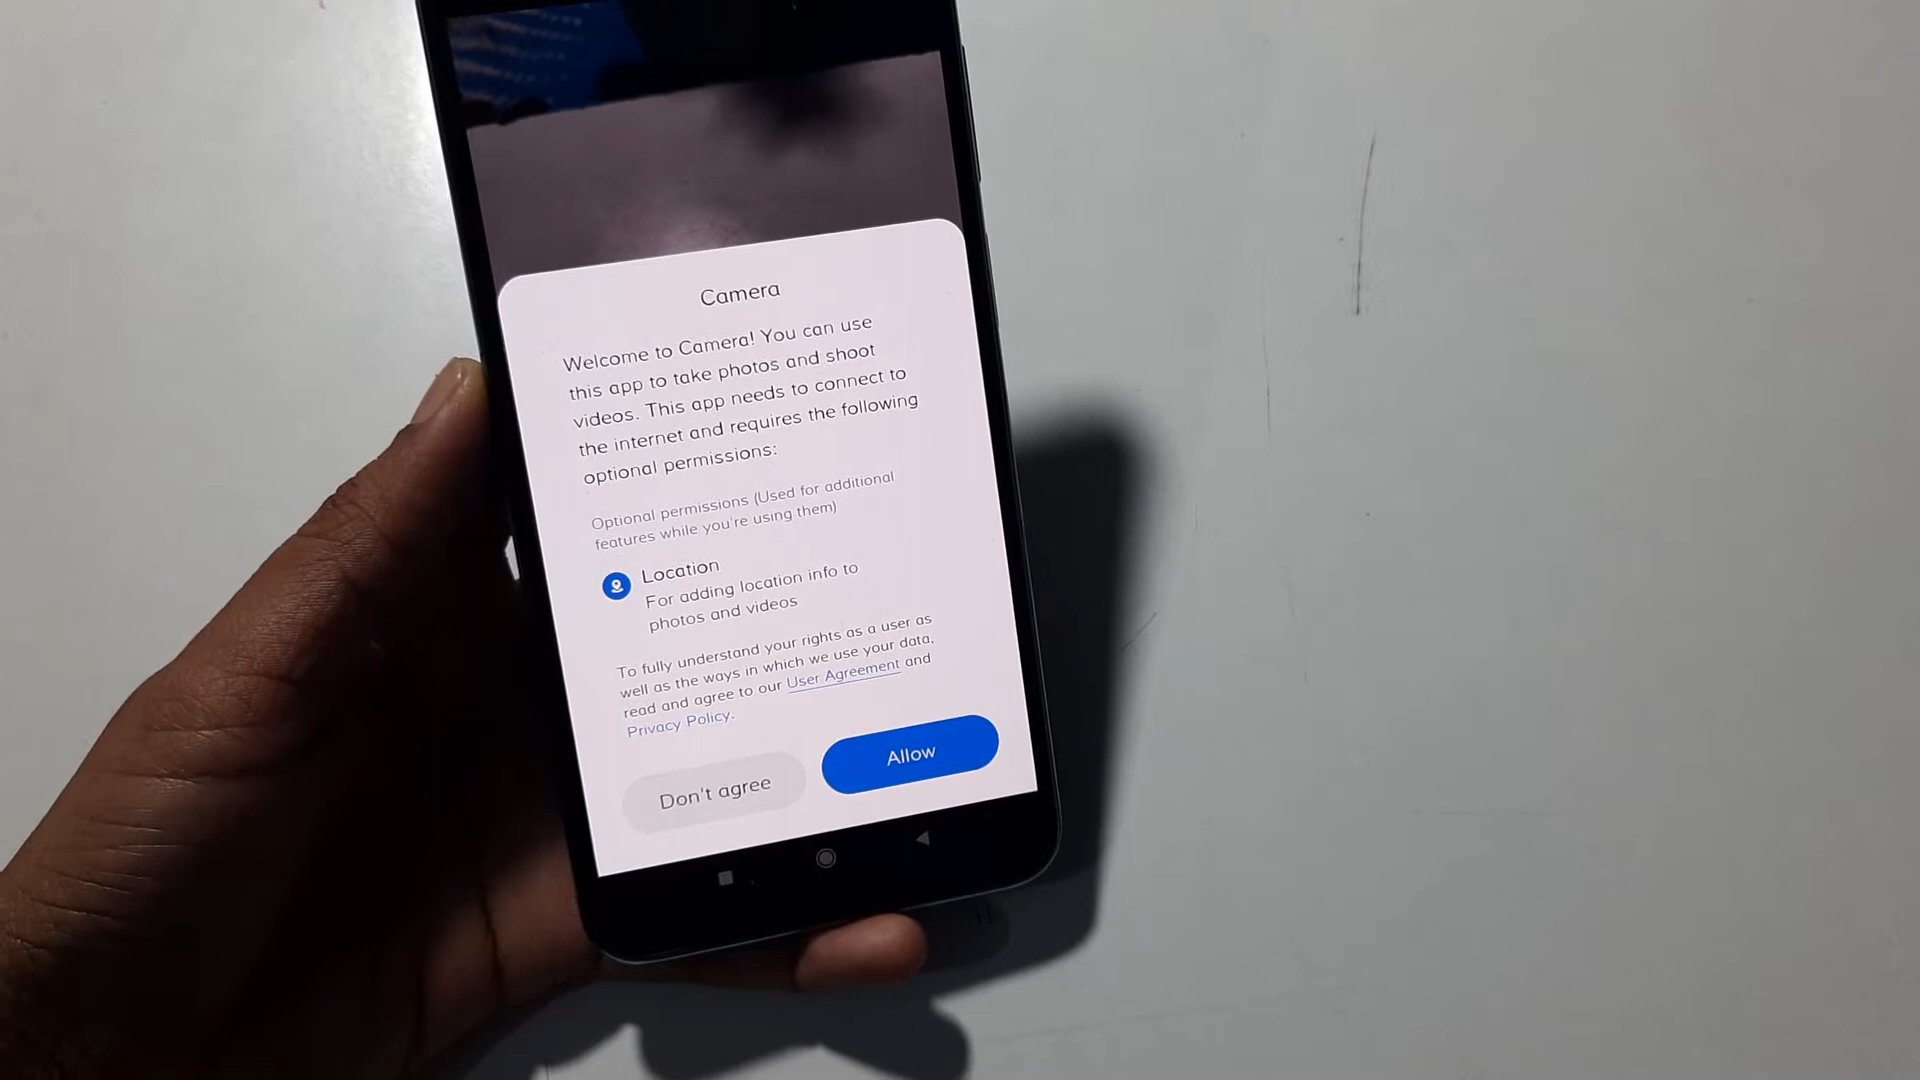 Camera
Welcome to Camera! You can use
this app to take photos and shoot
videos. This app needs to connect to
the internet and requires the following
optional permissions:
Optional permissions (Used for additional
features while you're using them)
Location
For adding location info to
photos and videos
To fully understand your rights as a user as
well as the ways in which we use your data,
read and agree to our User Agreement and
Privacy Policy.
Don't agree
Allow